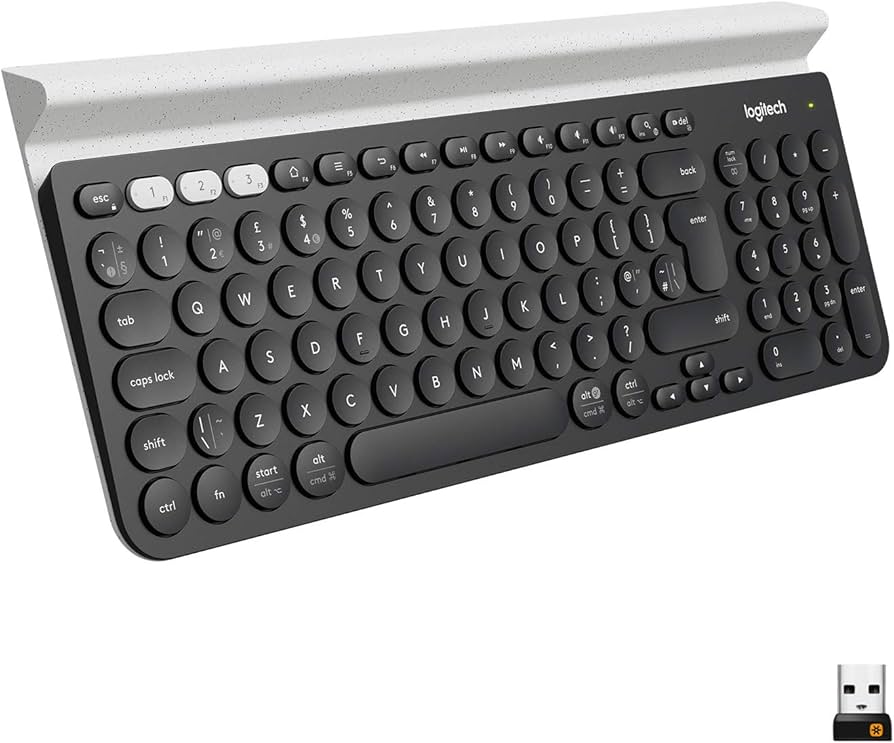 logitech
esc 1 F1 2 F2 3 F3 F4 F5 F6 F7 F8 F9 F10 F11 F12 ins del
¬ ` ± § ! 1 " 2 @ € £ 3 # $ 4 % 5 ^ 6 & 7 * 8 ( 9 ) 0 _ - + = back num lock / * -
tab Q W E R T Y U I O P { [ } ] enter 7 home 8 ▲ 9 pg up +
caps lock A S D F G H J K L : ; @ ' " ~ # | \ 4 ◄ 5 6 ►
shift | \ ~ Z X C V B N M < , > . ? / shift 1 end 2 ▼ 3 pg dn enter =
ctrl fn start alt ⌥ alt cmd ⌘ alt cmd ⌘ ctrl alt ⌥ ◄ ▲ ▼ ► 0 ins . del